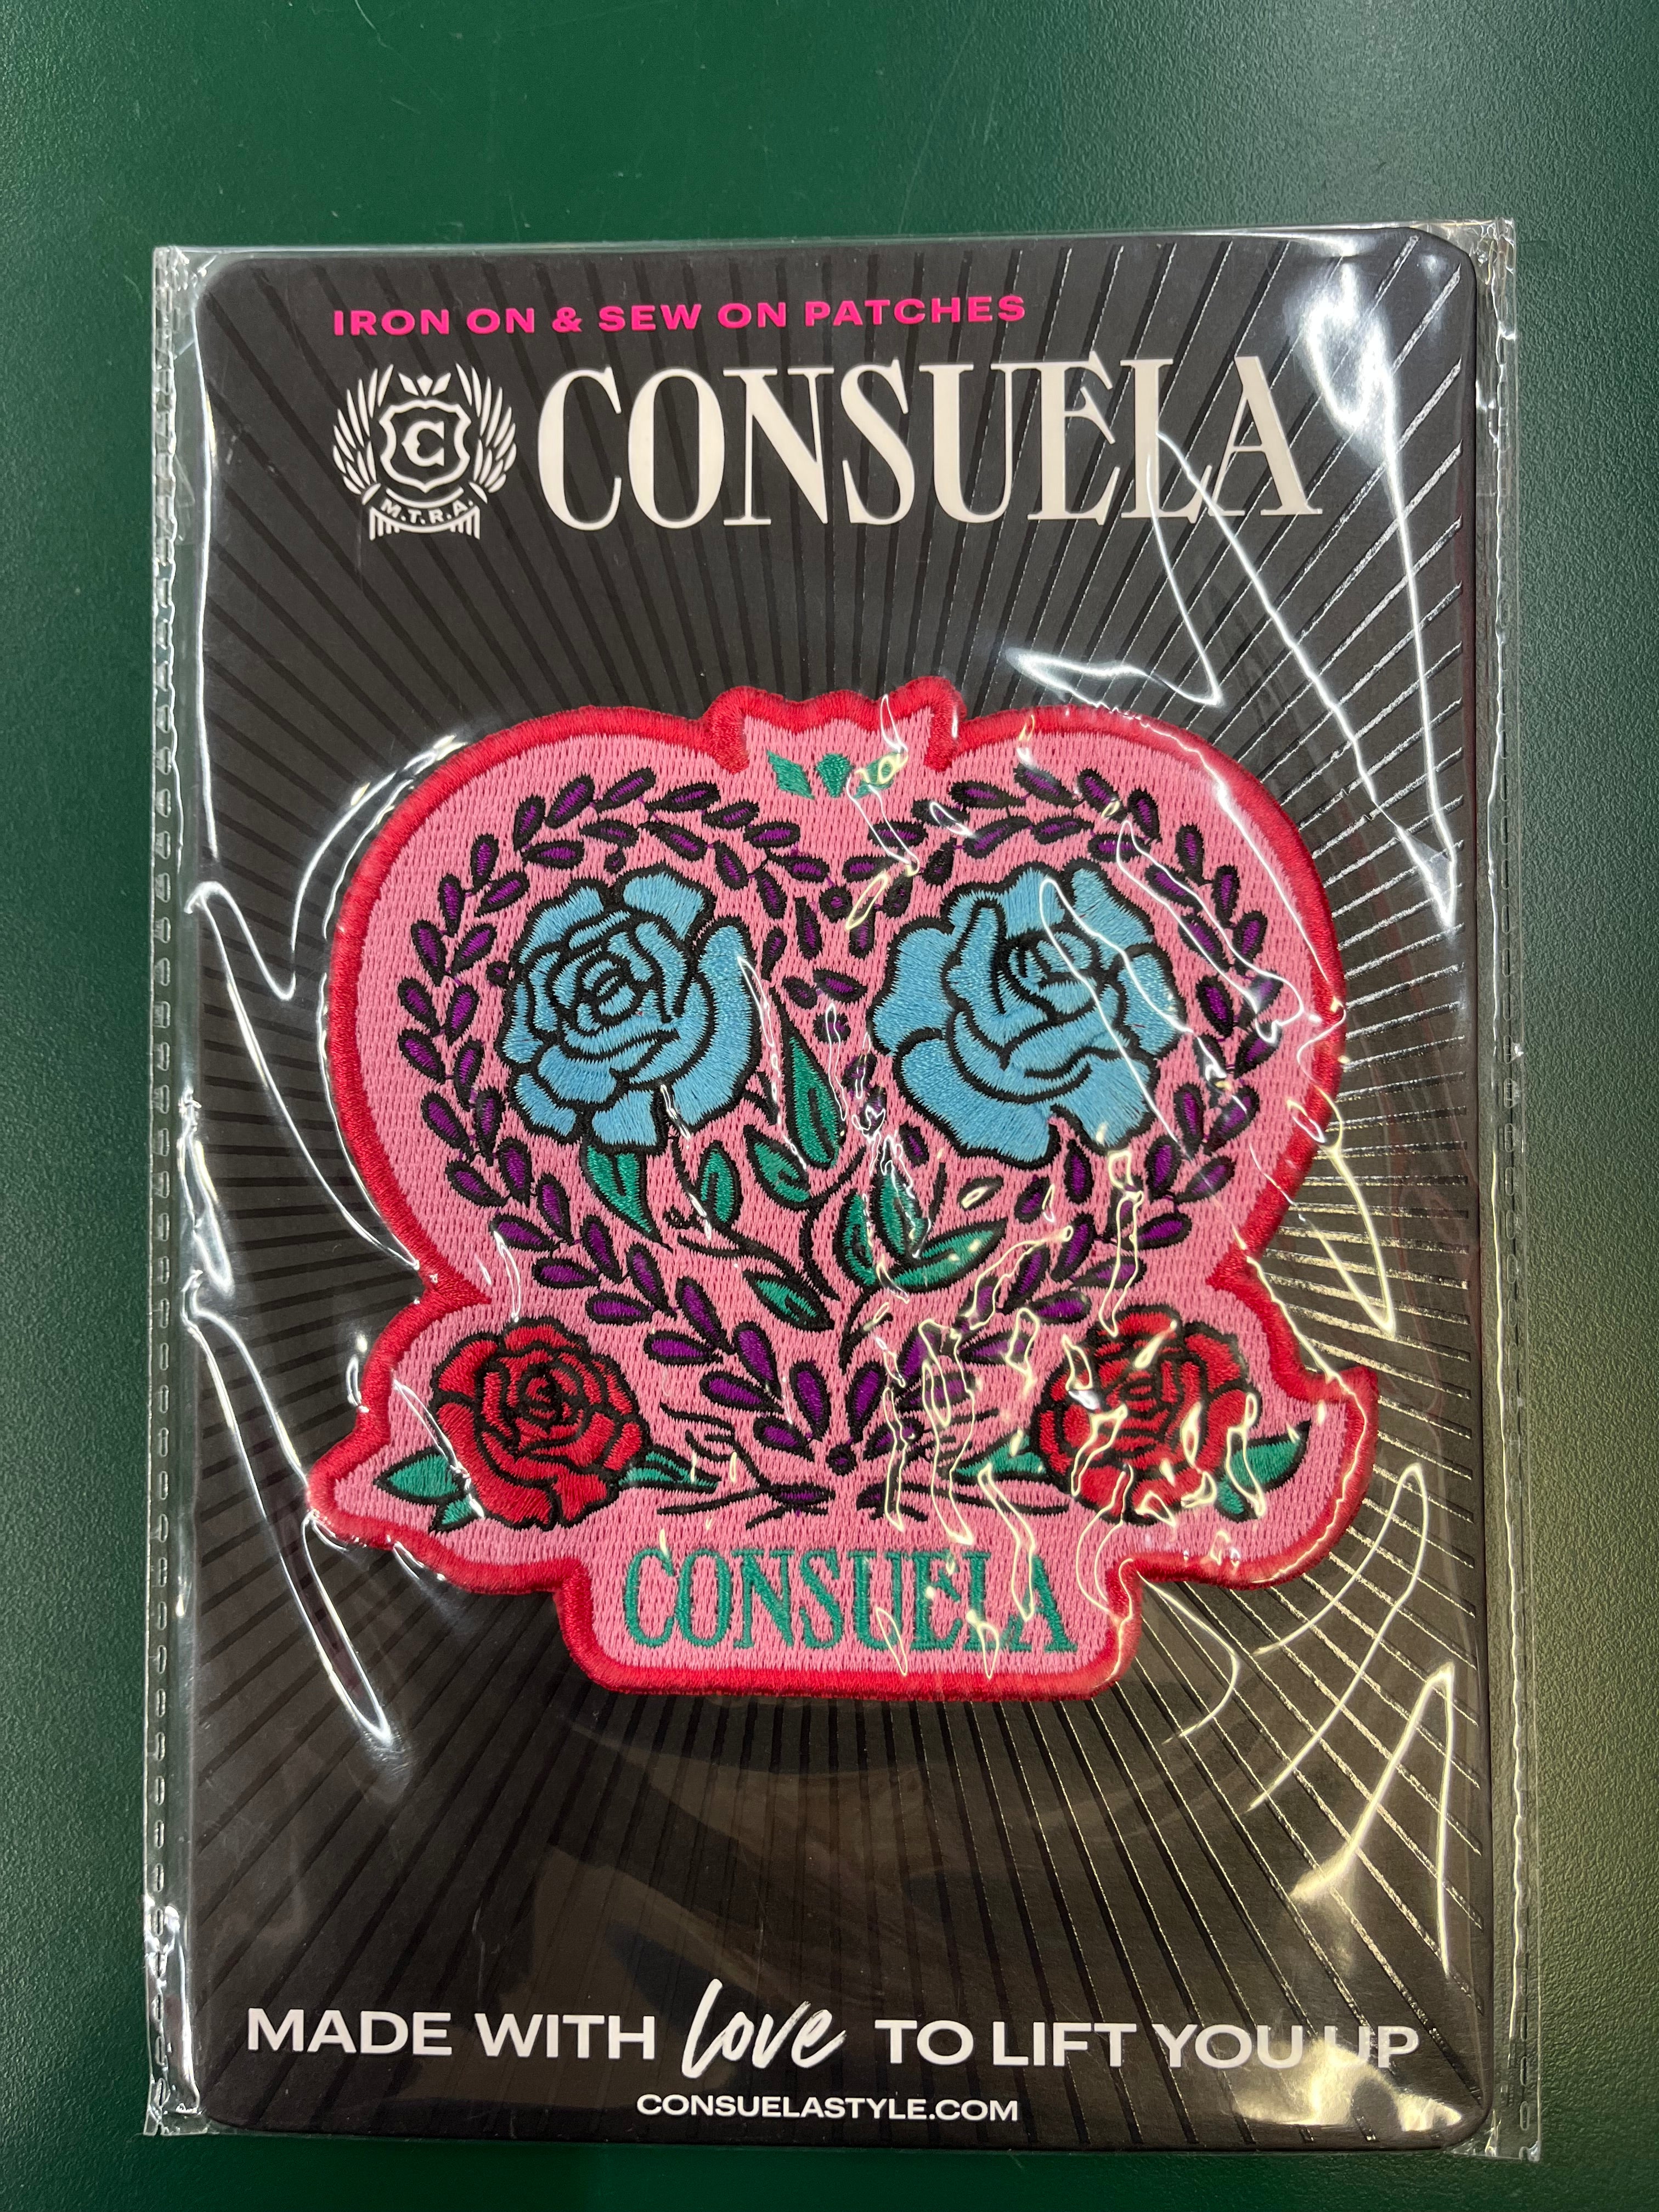 IRON ON & SEW ON PATCHES
C
M.T.R.A.
CONSUELA
CONSUELA
MADE WITH love TO LIFT YOU UP
CONSUELASTYLE.COM